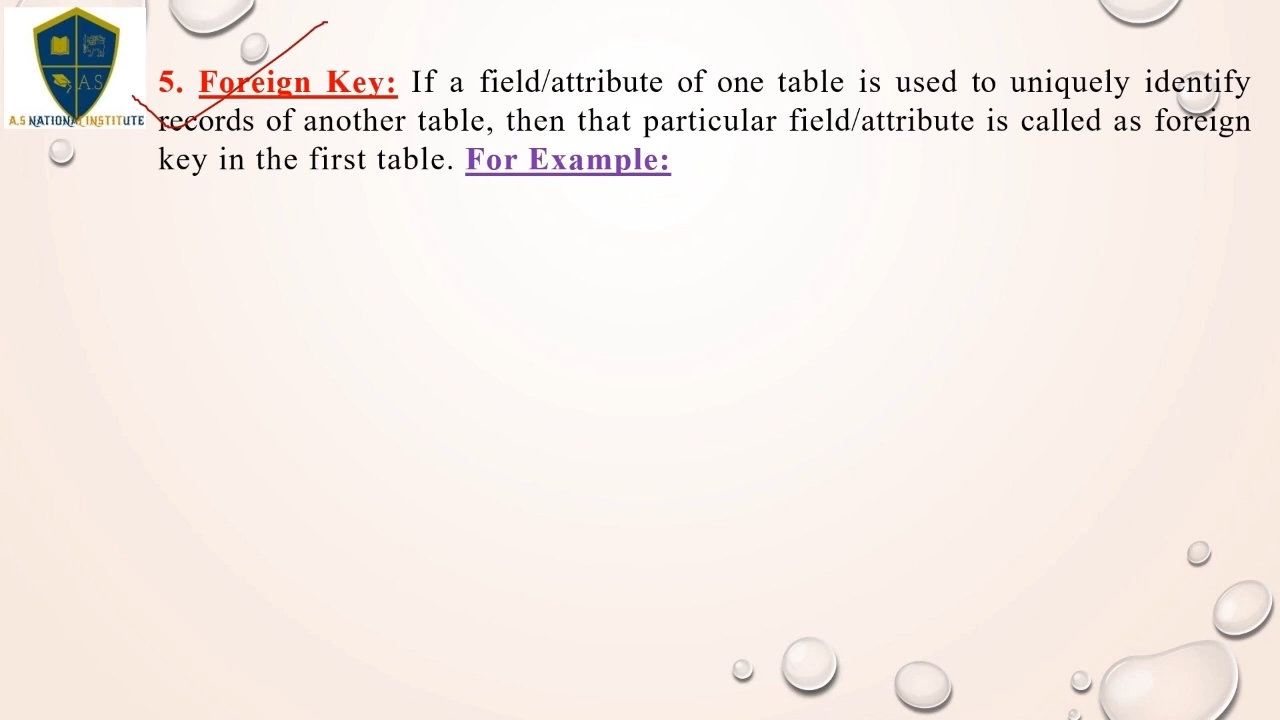 A.S
A.S NATIONAL INSTITUTE
5. Foreign Key: If a field/attribute of one table is used to uniquely identify
records of another table, then that particular field/attribute is called as foreign
key in the first table. For Example: